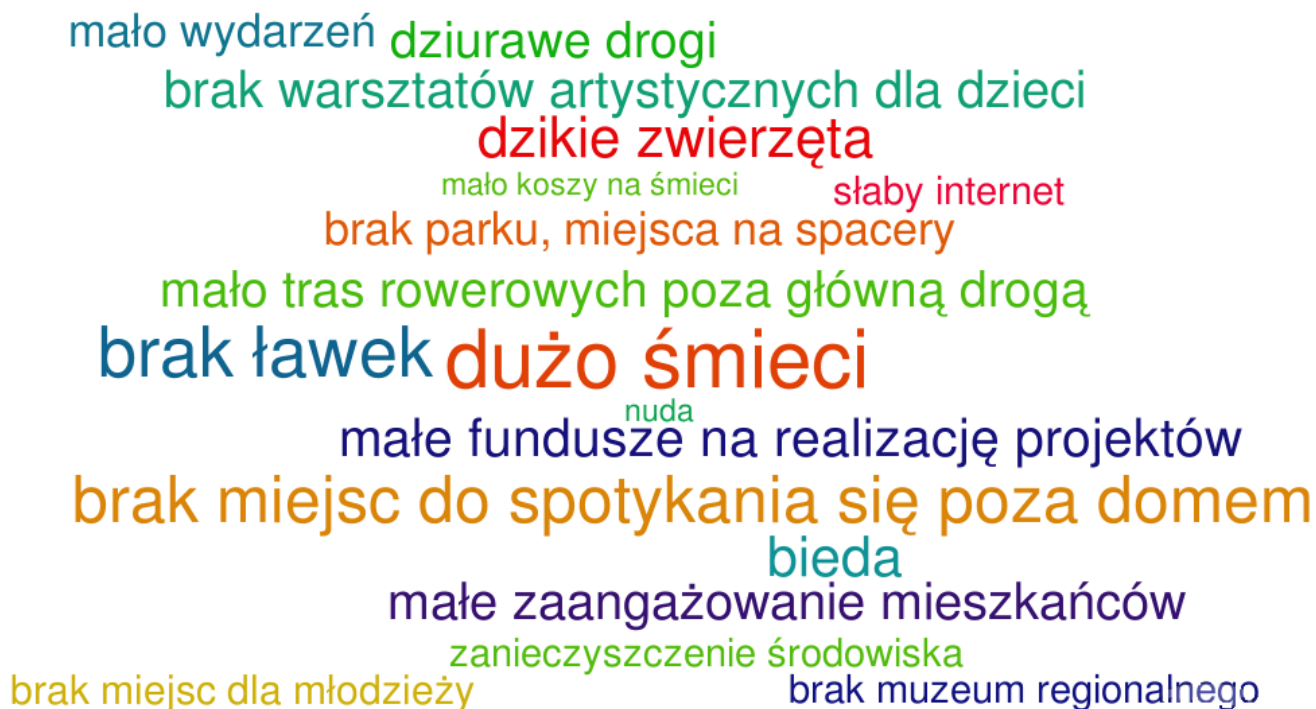 mało wydarzeń dziurawe drogi
brak warsztatów artystycznych dla dzieci
dzikie zwierzęta
mało koszy na śmieci słaby internet
brak parku, miejsca na spacery
mało tras rowerowych poza główną drogą
brak ławek dużo śmieci
nuda
małe fundusze na realizację projektów
brak miejsc do spotykania się poza domem
bieda
małe zaangażowanie mieszkańców
zanieczyszczenie środowiska
brak miejsc dla młodzieży brak muzeum regionalnego